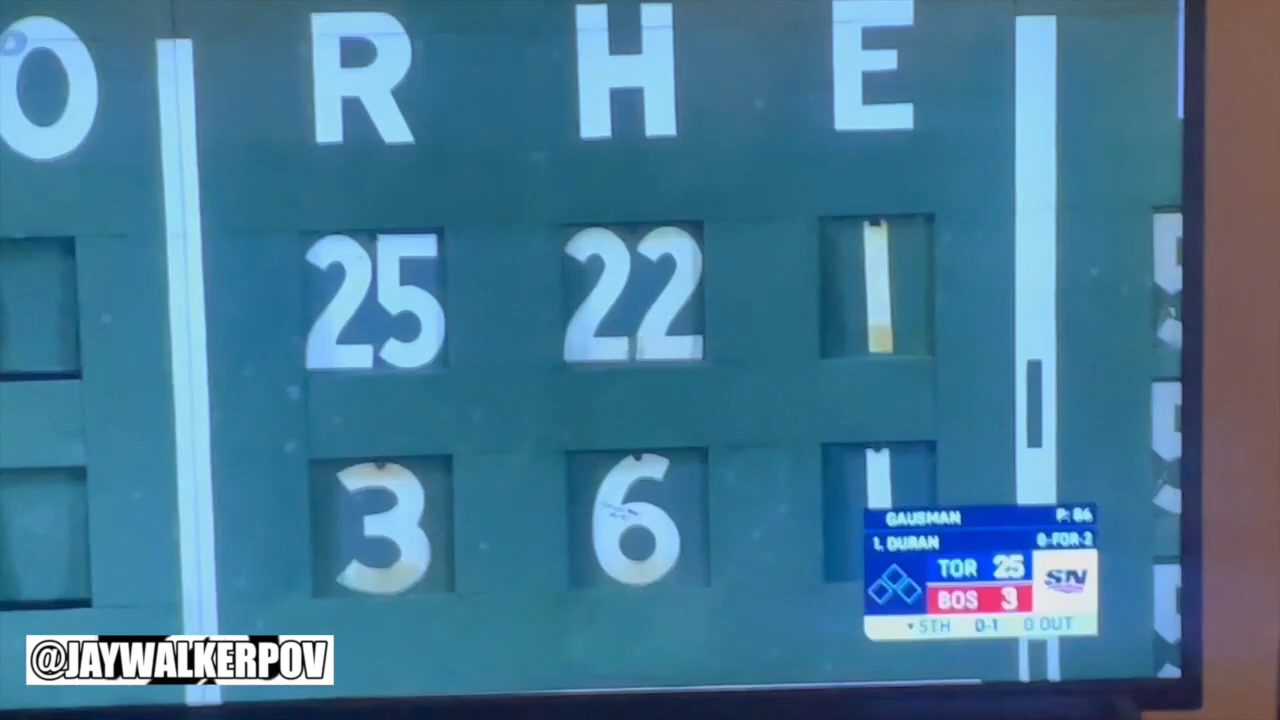 O R H E
25 22 1
3 6 1
GAUSMAN P: 86
1. DURAN 0-FOR-2
TOR 25
SN
BOS 3
▼5TH 0-1 0 OUT
@JAYWALKERPOV